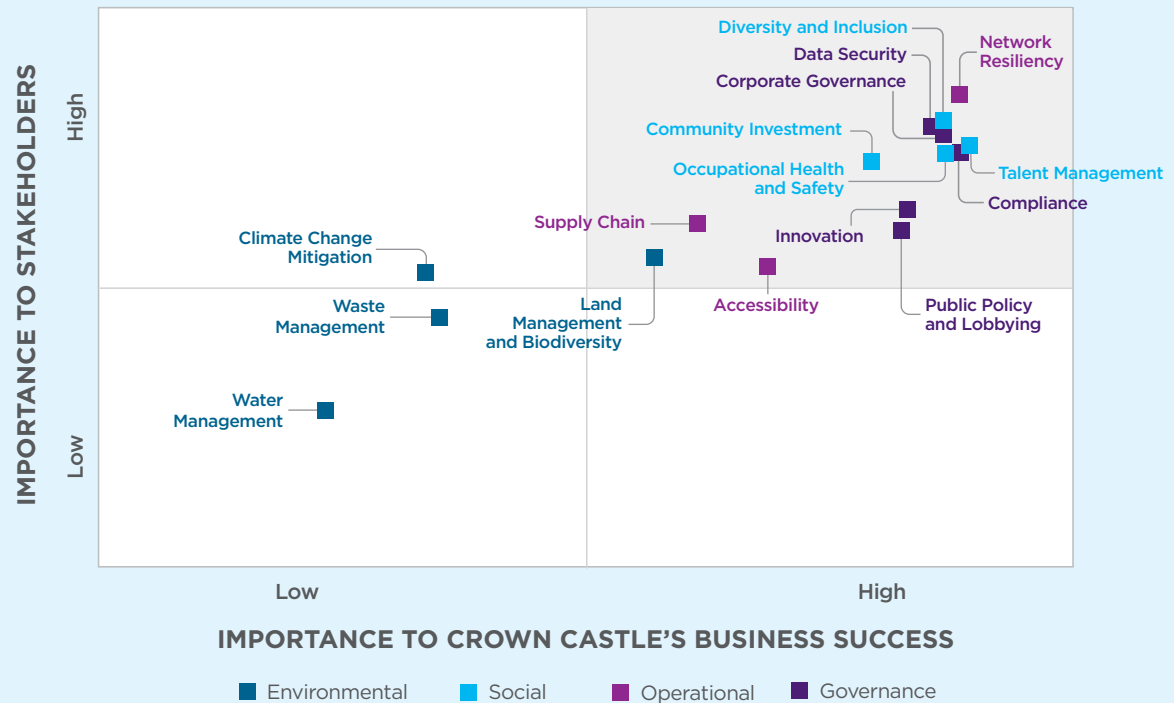 IMPORTANCE TO STAKEHOLDERS
High
Low
Diversity and Inclusion
Data Security
Corporate Governance
Network
Resiliency
Community Investment
Occupational Health
and Safety
Talent Management
Compliance
Supply Chain
Innovation
Climate Change
Mitigation
Waste
Management
Land
Management
and Biodiversity
Accessibility
Public Policy
and Lobbying
Water
Management
Low
High
IMPORTANCE TO CROWN CASTLE’S BUSINESS SUCCESS
Environmental
Social
Operational
Governance